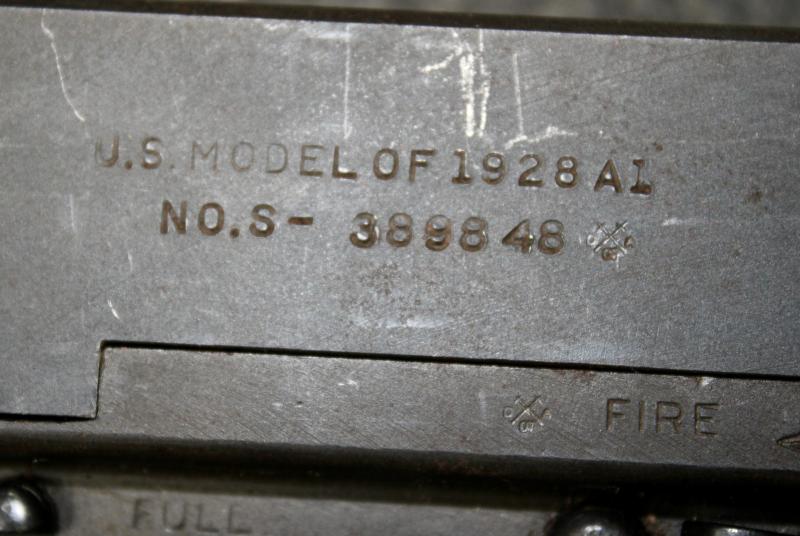 U.S. MODEL OF 1928 A1
NO.S- 389848
FIRE
FULL